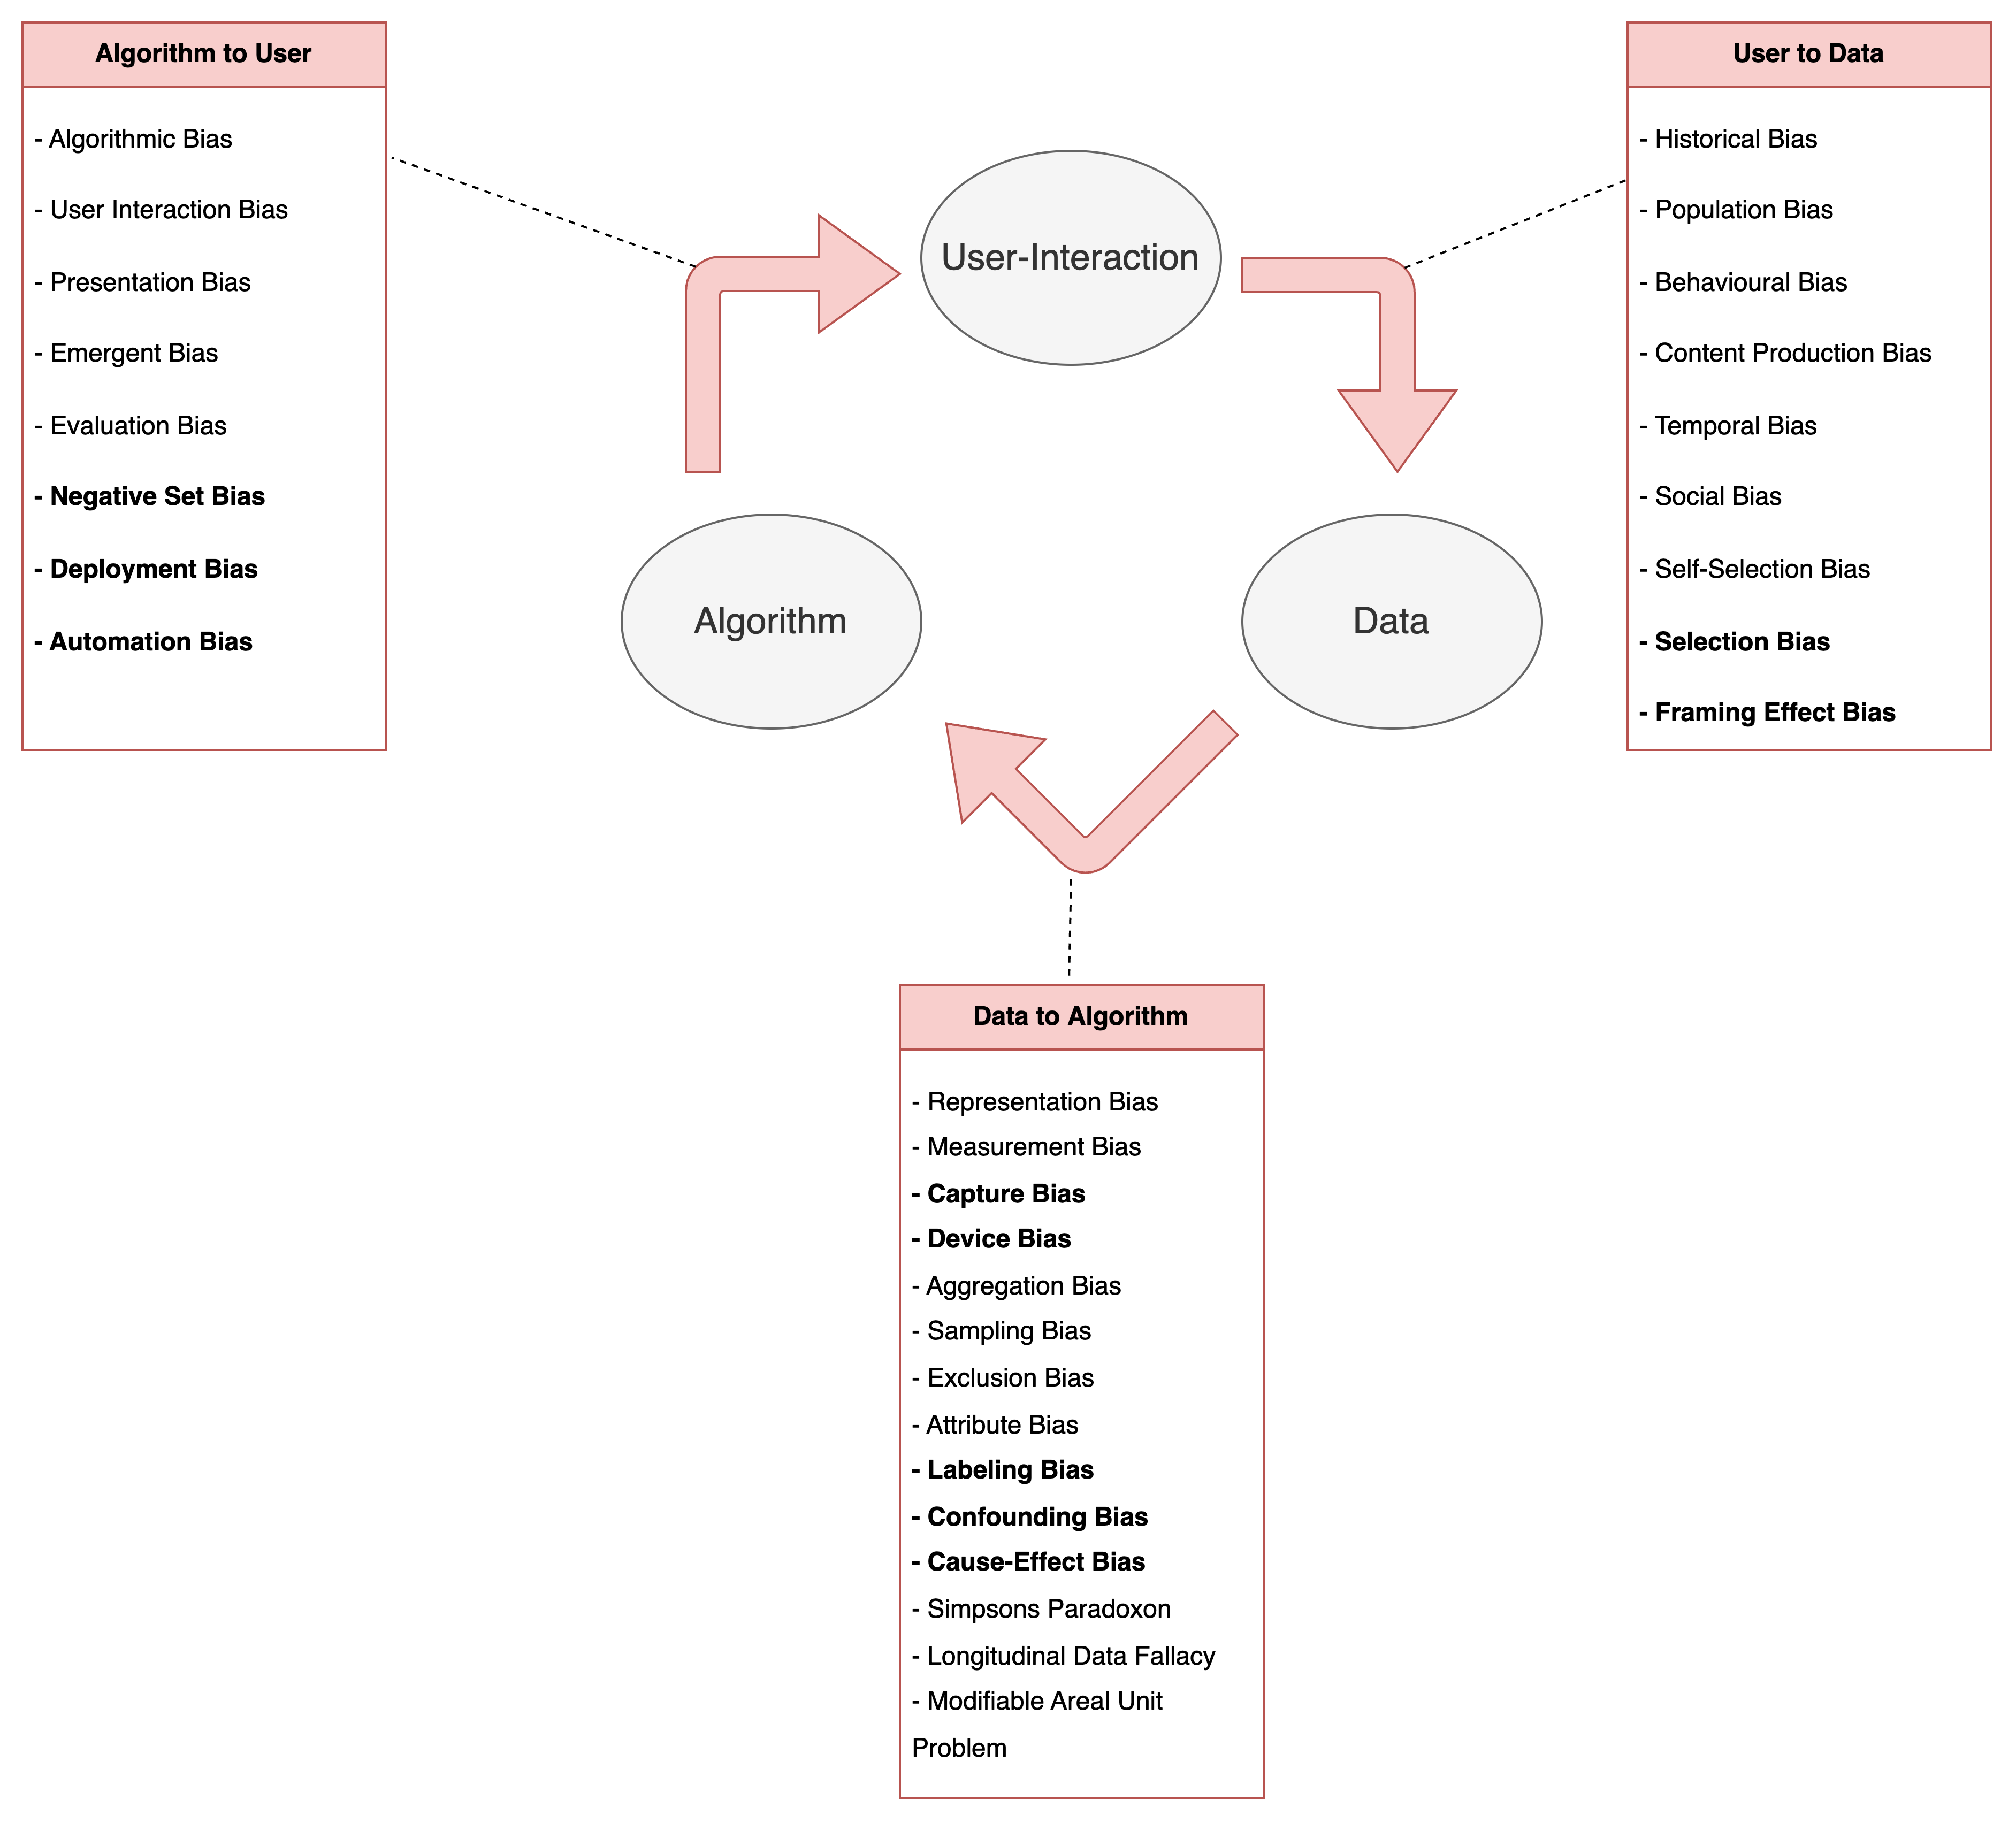 Algorithm to User
- Algorithmic Bias
- User Interaction Bias
- Presentation Bias
- Emergent Bias
- Evaluation Bias
- Negative Set Bias
- Deployment Bias
- Automation Bias
User-Interaction
Algorithm
Data
User to Data
- Historical Bias
- Population Bias
- Behavioural Bias
- Content Production Bias
- Temporal Bias
- Social Bias
- Self-Selection Bias
- Selection Bias
- Framing Effect Bias
Data to Algorithm
- Representation Bias
- Measurement Bias
- Capture Bias
- Device Bias
- Aggregation Bias
- Sampling Bias
- Exclusion Bias
- Attribute Bias
- Labeling Bias
- Confounding Bias
- Cause-Effect Bias
- Simpsons Paradoxon
- Longitudinal Data Fallacy
- Modifiable Areal Unit
Problem